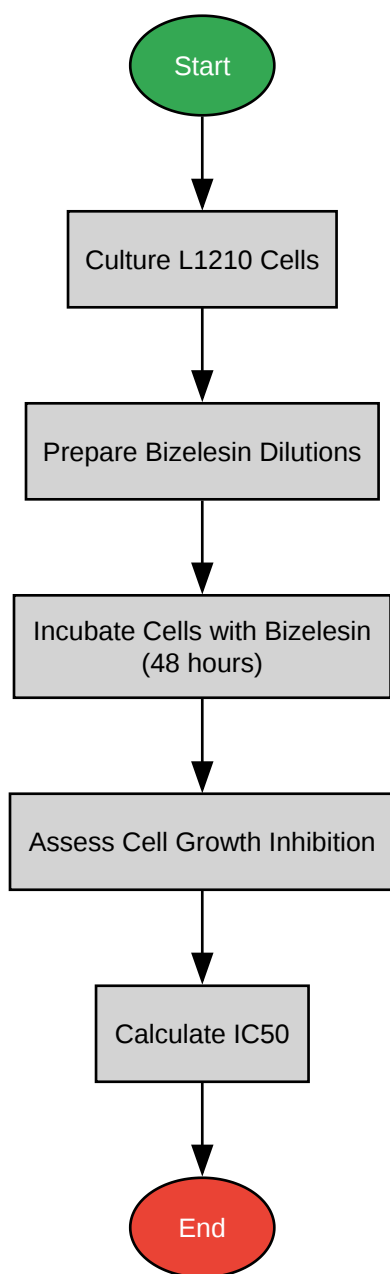 Start
Culture L1210 Cells
Prepare Bizelesin Dilutions
Incubate Cells with Bizelesin
(48 hours)
Assess Cell Growth Inhibition
Calculate IC50
End